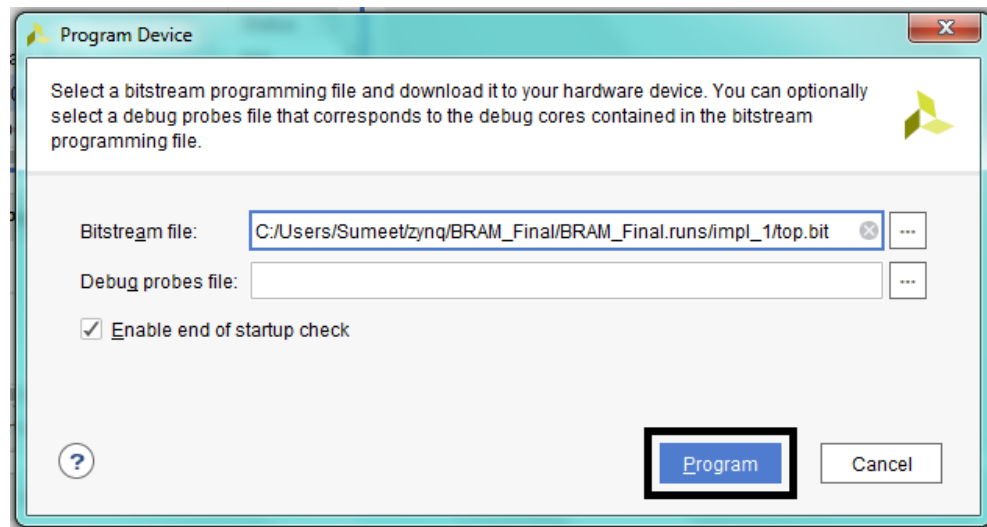 Program Device
Select a bitstream programming file and download it to your hardware device. You can optionally
select a debug probes file that corresponds to the debug cores contained in the bitstream
programming file.
Bitstream file: C:/Users/Sumeet/zynq/BRAM_Final/BRAM_Final.runs/impl_1/top.bit ...
Debug probes file: ...
Enable end of startup check
? Program Cancel